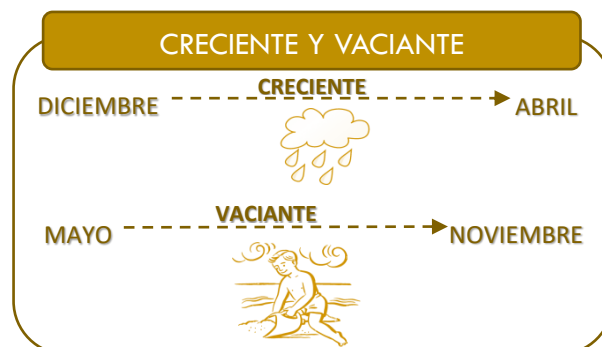 CRECIENTE Y VACIANTE
CRECIENTE
DICIEMBRE ABRIL
VACIANTE
MAYO NOVIEMBRE